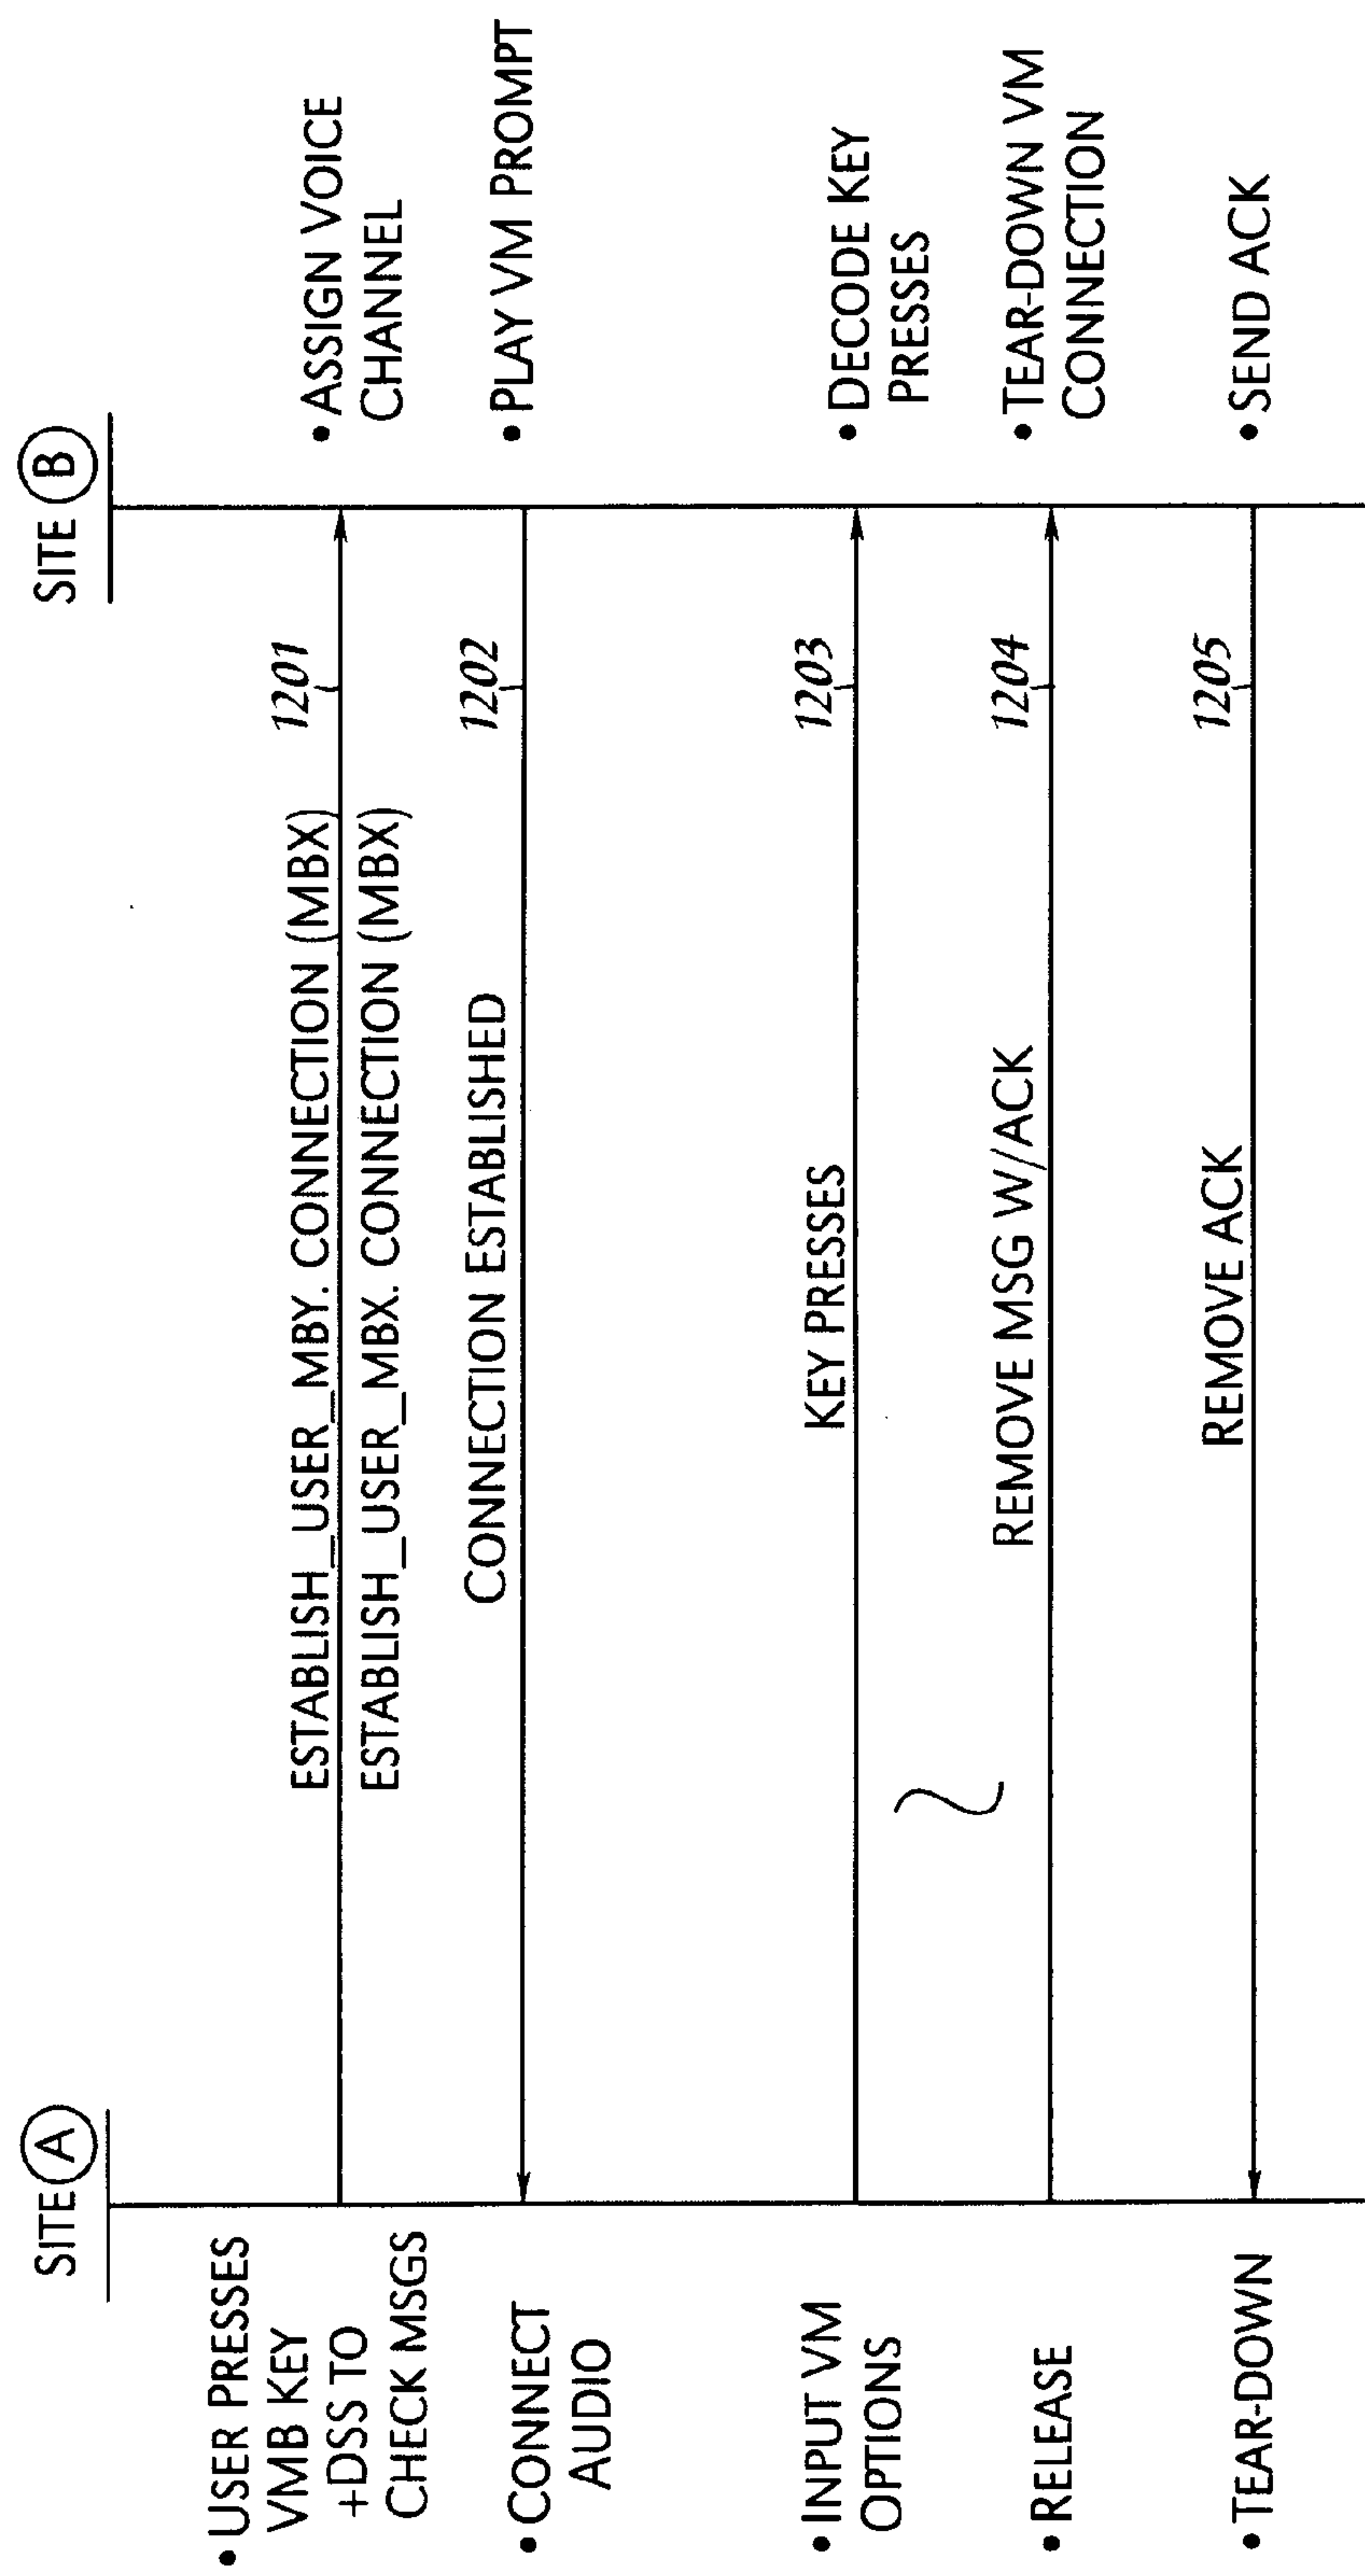 SITE A
SITE B
• USER PRESSES
VMB KEY
+DSS TO
CHECK MSGS
ESTABLISH_USER_MBY. CONNECTION (MBX)
1201
ESTABLISH_USER_MBX. CONNECTION (MBX)
• ASSIGN VOICE
CHANNEL
• CONNECT
AUDIO
CONNECTION ESTABLISHED
1202
• PLAY VM PROMPT
• INPUT VM
OPTIONS
KEY PRESSES
1203
• DECODE KEY
PRESSES
• RELEASE
REMOVE MSG W/ACK
1204
• TEAR-DOWN VM
CONNECTION
• TEAR-DOWN
REMOVE ACK
1205
• SEND ACK